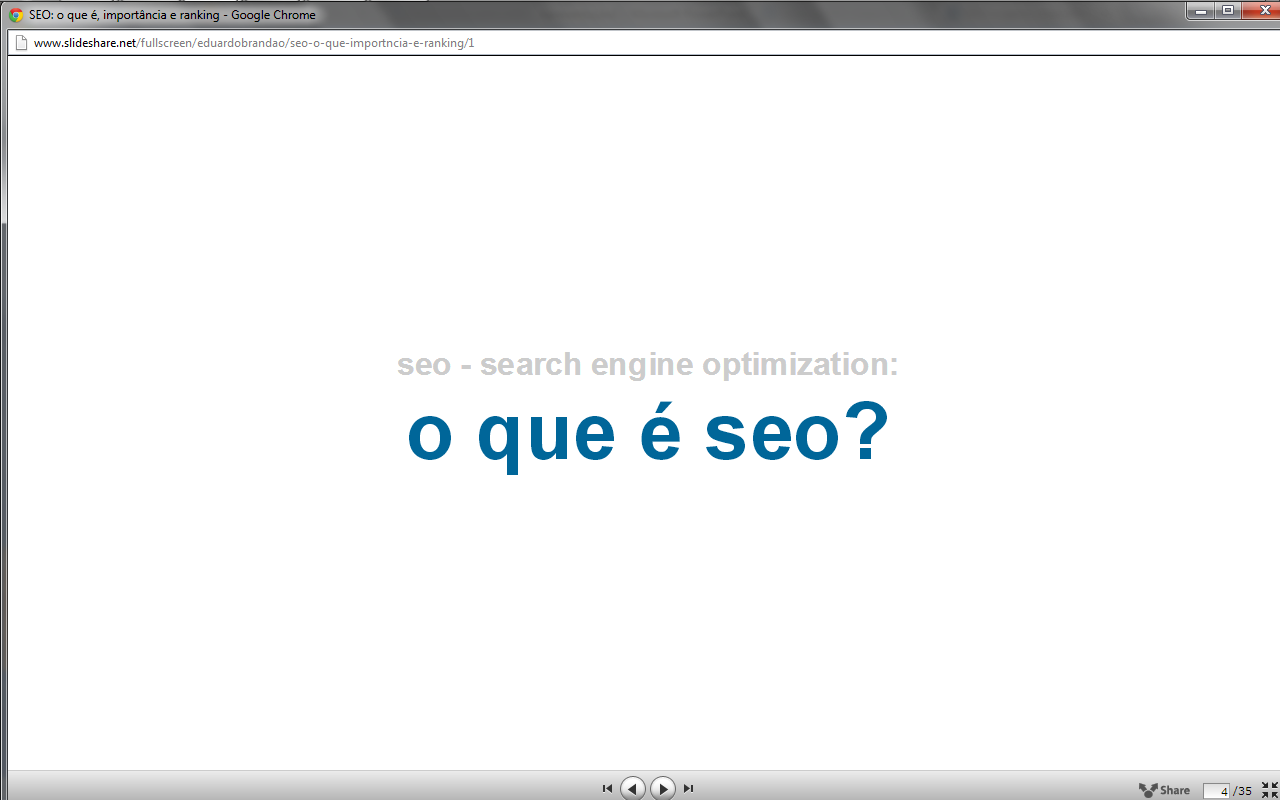 SEO: o que é, importância e ranking - Google Chrome
www.slideshare.net/fullscreen/eduardobrandao/seo-o-que-importncia-e-ranking/1
seo - search engine optimization:
o que é seo?
Share 4 /35